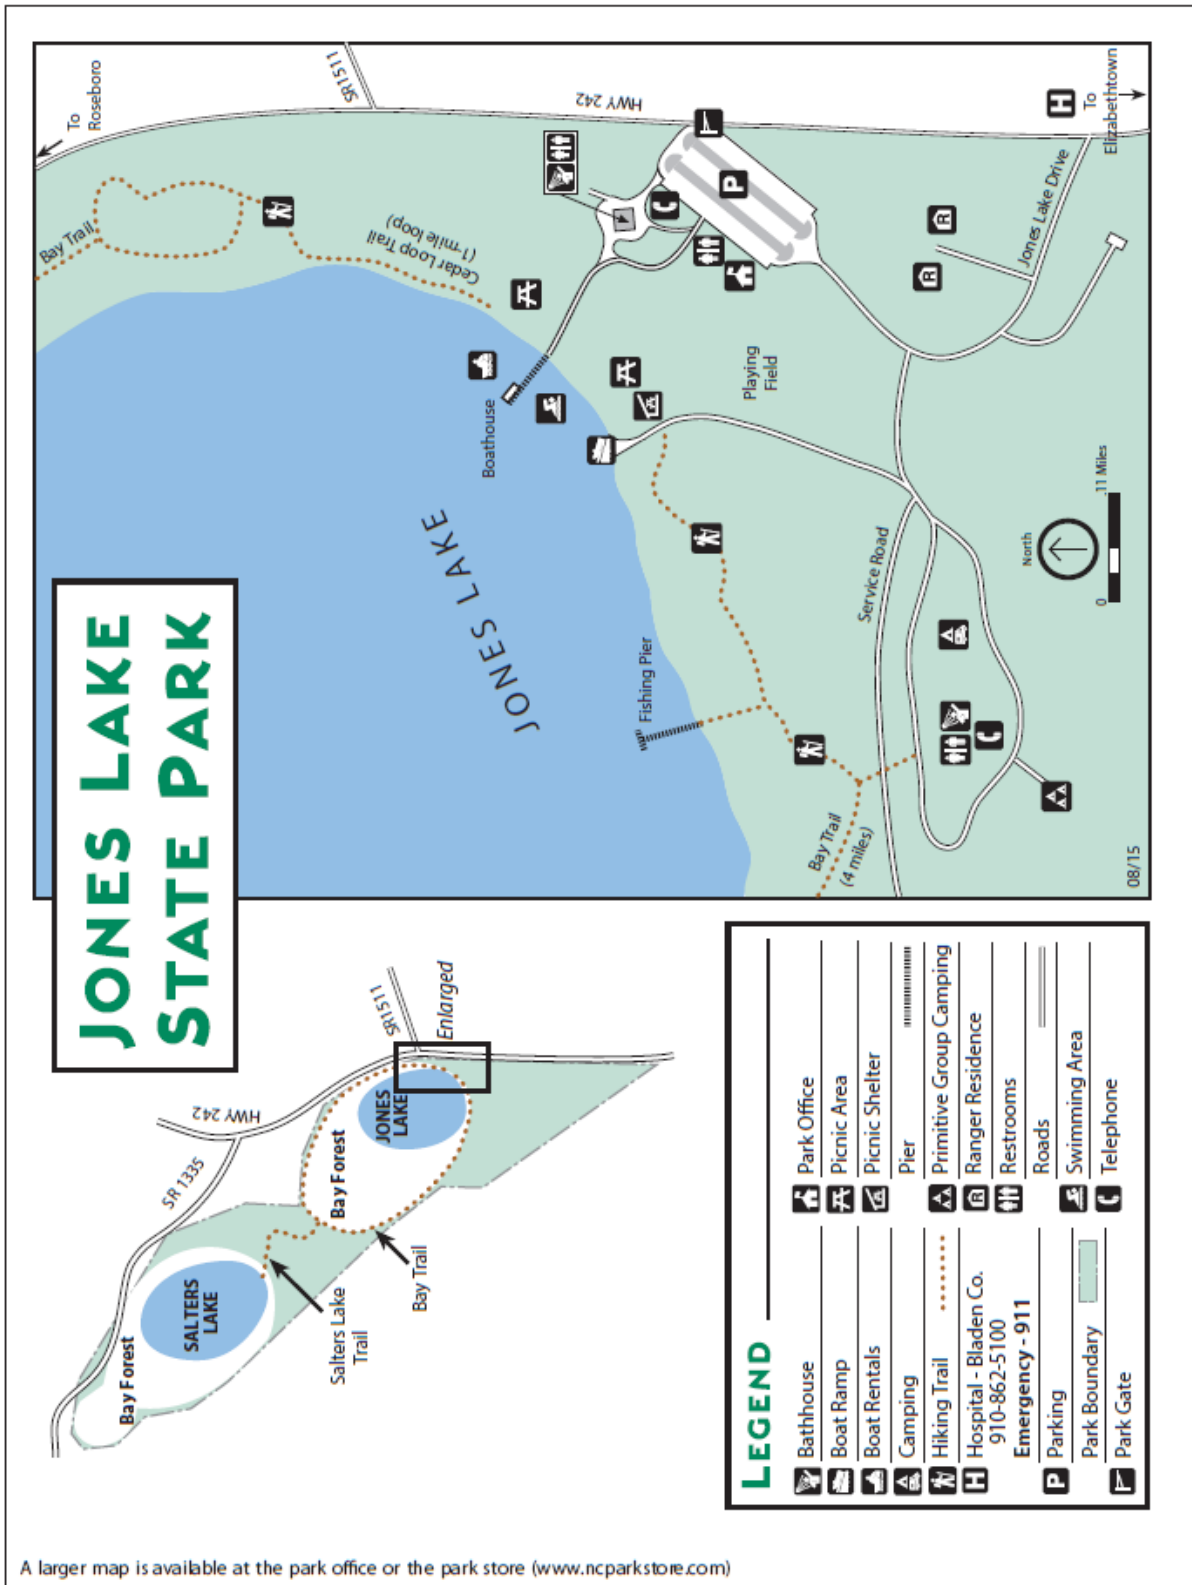 JONES LAKE
STATE PARK
To
Roseboro
SR1511
HWY 242
H
To
Elizabethtown
Bay Trail
Cedar Loop Trail
(1-mile loop)
C
P
R
R
Jones Lake Drive
Boathouse
Playing
Field
JONES LAKE
Fishing Pier
Service Road
North
0
.11 Miles
C
Bay Trail
(4 miles)
08/15
SR 1335
HWY 242
SR1511
Enlarged
Bay Forest
SALTERS
LAKE
Bay Forest
JONES
LAKE
Salters Lake
Trail
Bay Trail
LEGEND
Bathhouse
Boat Ramp
Boat Rentals
Camping
Hiking Trail
H Hospital - Bladen Co.
910-862-5100
Emergency - 911
P Parking
Park Boundary
Park Gate
Park Office
Picnic Area
Picnic Shelter
Pier
Primitive Group Camping
R Ranger Residence
Restrooms
Roads
Swimming Area
C Telephone
A larger map is available at the park office or the park store (www.ncparkstore.com)